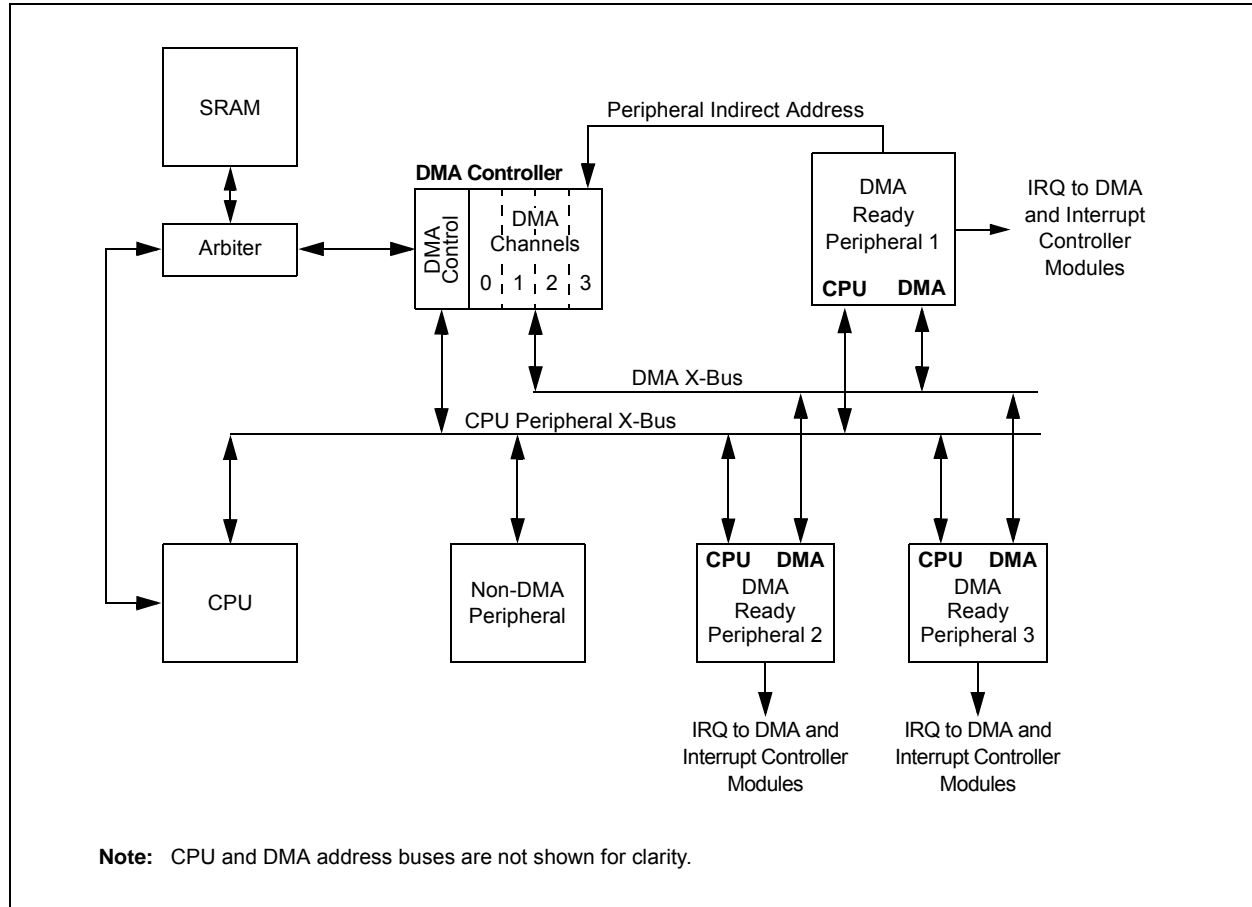 SRAM
Arbiter
DMA Controller
DMA
Control
DMA
Channels
0 1 2 3
Peripheral Indirect Address
DMA
Ready
Peripheral 1
CPU DMA
IRQ to DMA
and Interrupt
Controller
Modules
DMA X-Bus
CPU Peripheral X-Bus
CPU
Non-DMA
Peripheral
CPU DMA
DMA
Ready
Peripheral 2
CPU DMA
DMA
Ready
Peripheral 3
IRQ to DMA and
Interrupt Controller
Modules
IRQ to DMA and
Interrupt Controller
Modules
Note: CPU and DMA address buses are not shown for clarity.